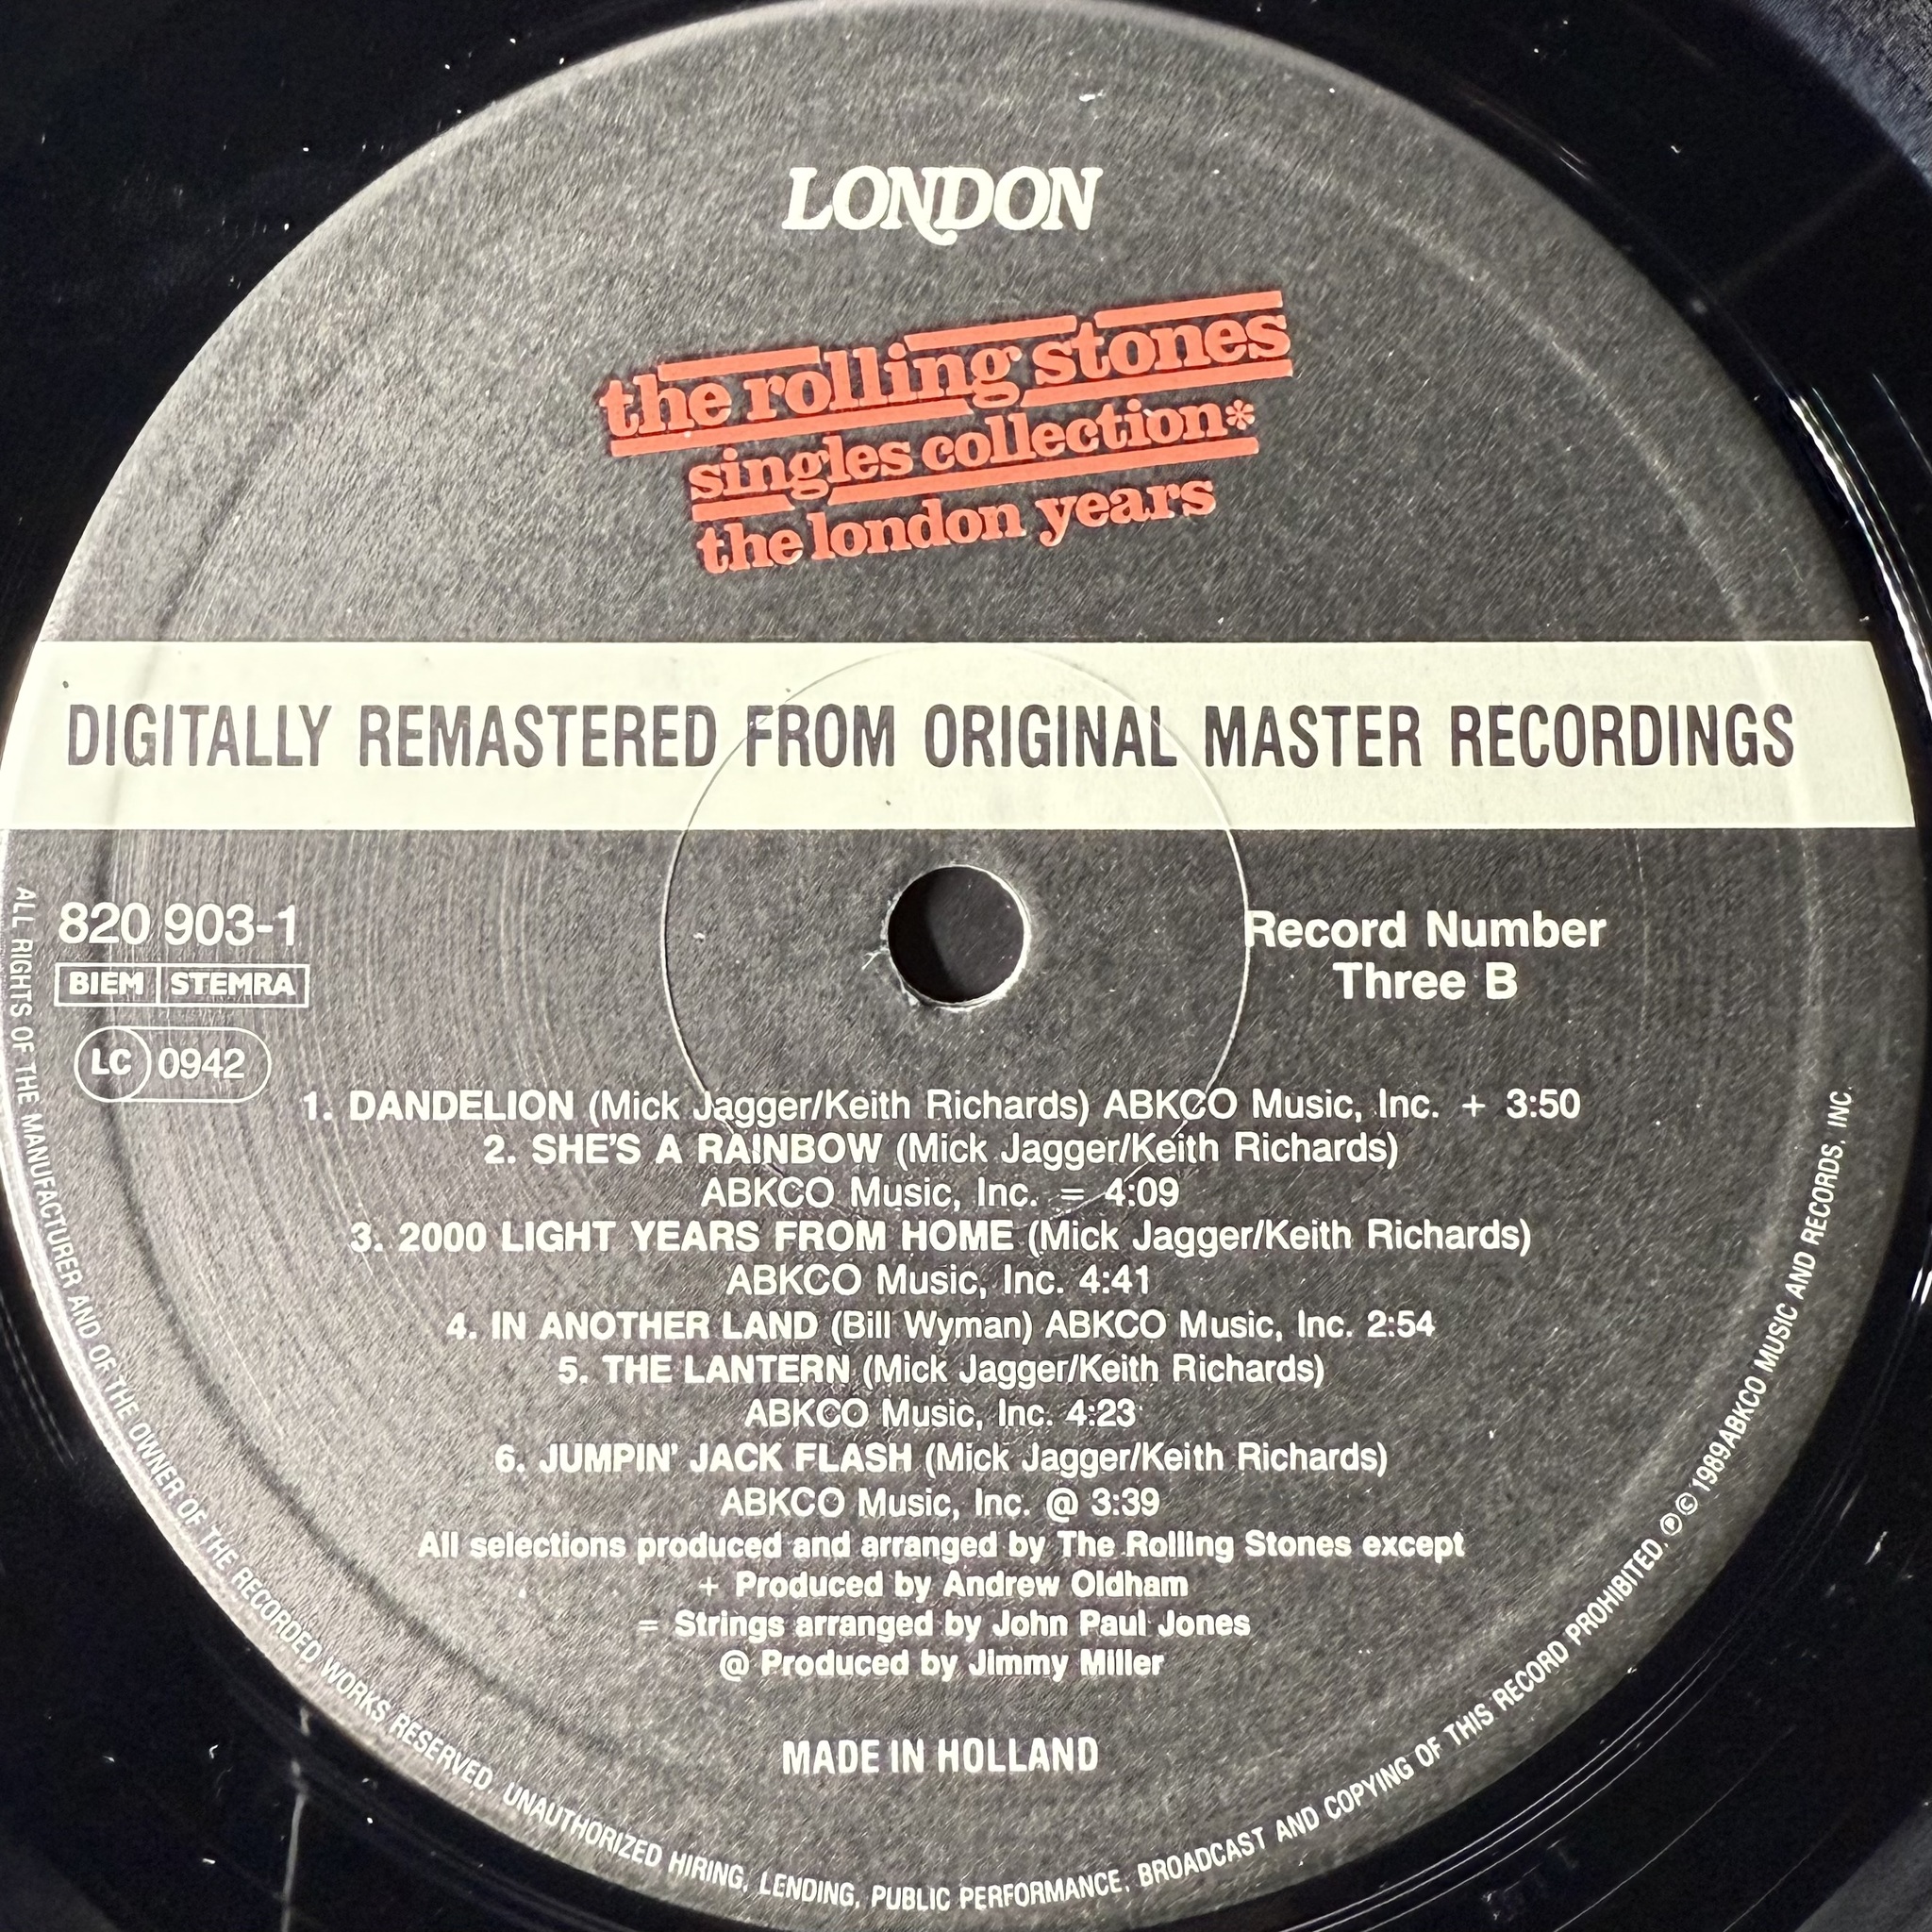 LONDON
the rolling stones
singles collection*
the london years
DIGITALLY REMASTERED FROM ORIGINAL MASTER RECORDINGS
820 903-1
BIEM STEMRA
LC 0942
Record Number
Three B
1. DANDELION (Mick Jagger/Keith Richards) ABKCO Music, Inc. + 3:50
2. SHE'S A RAINBOW (Mick Jagger/Keith Richards)
ABKCO Music, Inc. = 4:09
3. 2000 LIGHT YEARS FROM HOME (Mick Jagger/Keith Richards)
ABKCO Music, Inc. 4:41
4. IN ANOTHER LAND (Bill Wyman) ABKCO Music, Inc. 2:54
5. THE LANTERN (Mick Jagger/Keith Richards)
ABKCO Music, Inc. 4:23
6. JUMPIN' JACK FLASH (Mick Jagger/Keith Richards)
ABKCO Music, Inc. @ 3:39
All selections produced and arranged by The Rolling Stones except
+ Produced by Andrew Oldham
= Strings arranged by John Paul Jones
@ Produced by Jimmy Miller
MADE IN HOLLAND
ALL RIGHTS OF THE MANUFACTURER AND OF THE OWNER OF THE RECORDED WORKS RESERVED. UNAUTHORIZED HIRING, LENDING, PUBLIC PERFORMANCE, BROADCAST AND COPYING OF THIS RECORD PROHIBITED. ℗ © 1989 ABKCO MUSIC AND RECORDS, INC.